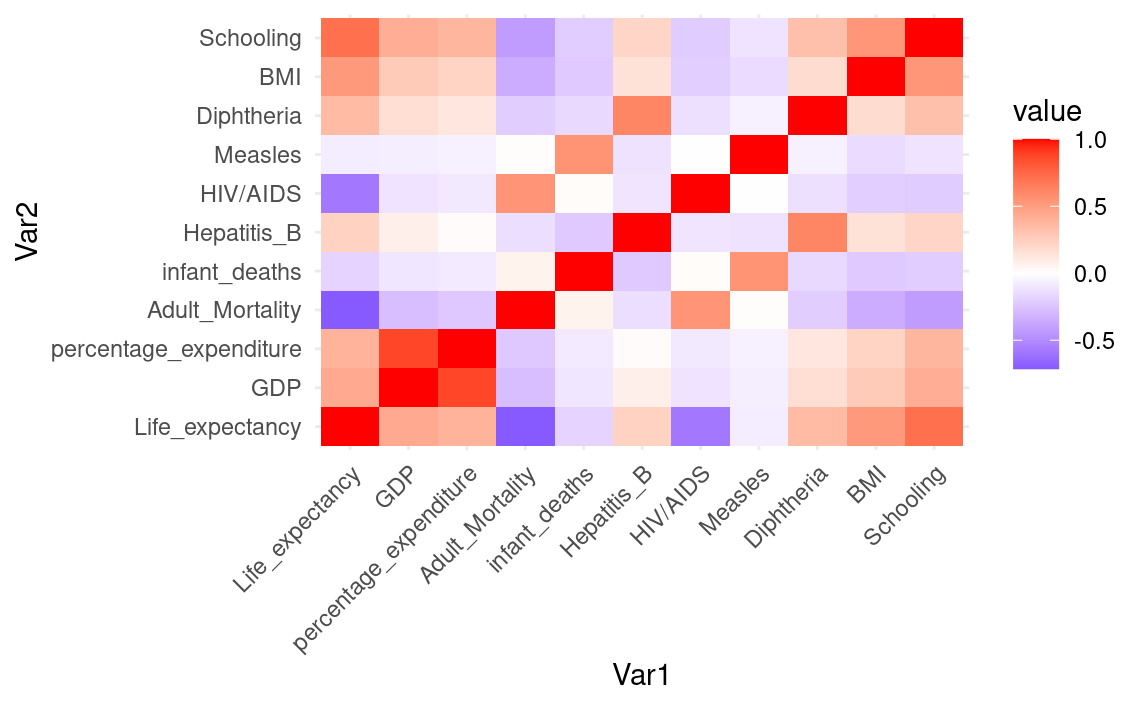 Schooling
BMI
Diphtheria
Measles
HIV/AIDS
Hepatitis_B
infant_deaths
Adult_Mortality
percentage_expenditure
GDP
Life_expectancy
Var2
Life_expectancy
GDP
percentage_expenditure
Adult_Mortality
infant_deaths
Hepatitis_B
HIV/AIDS
Measles
Diphtheria
BMI
Schooling
Var1
value
1.0
0.5
0.0
-0.5